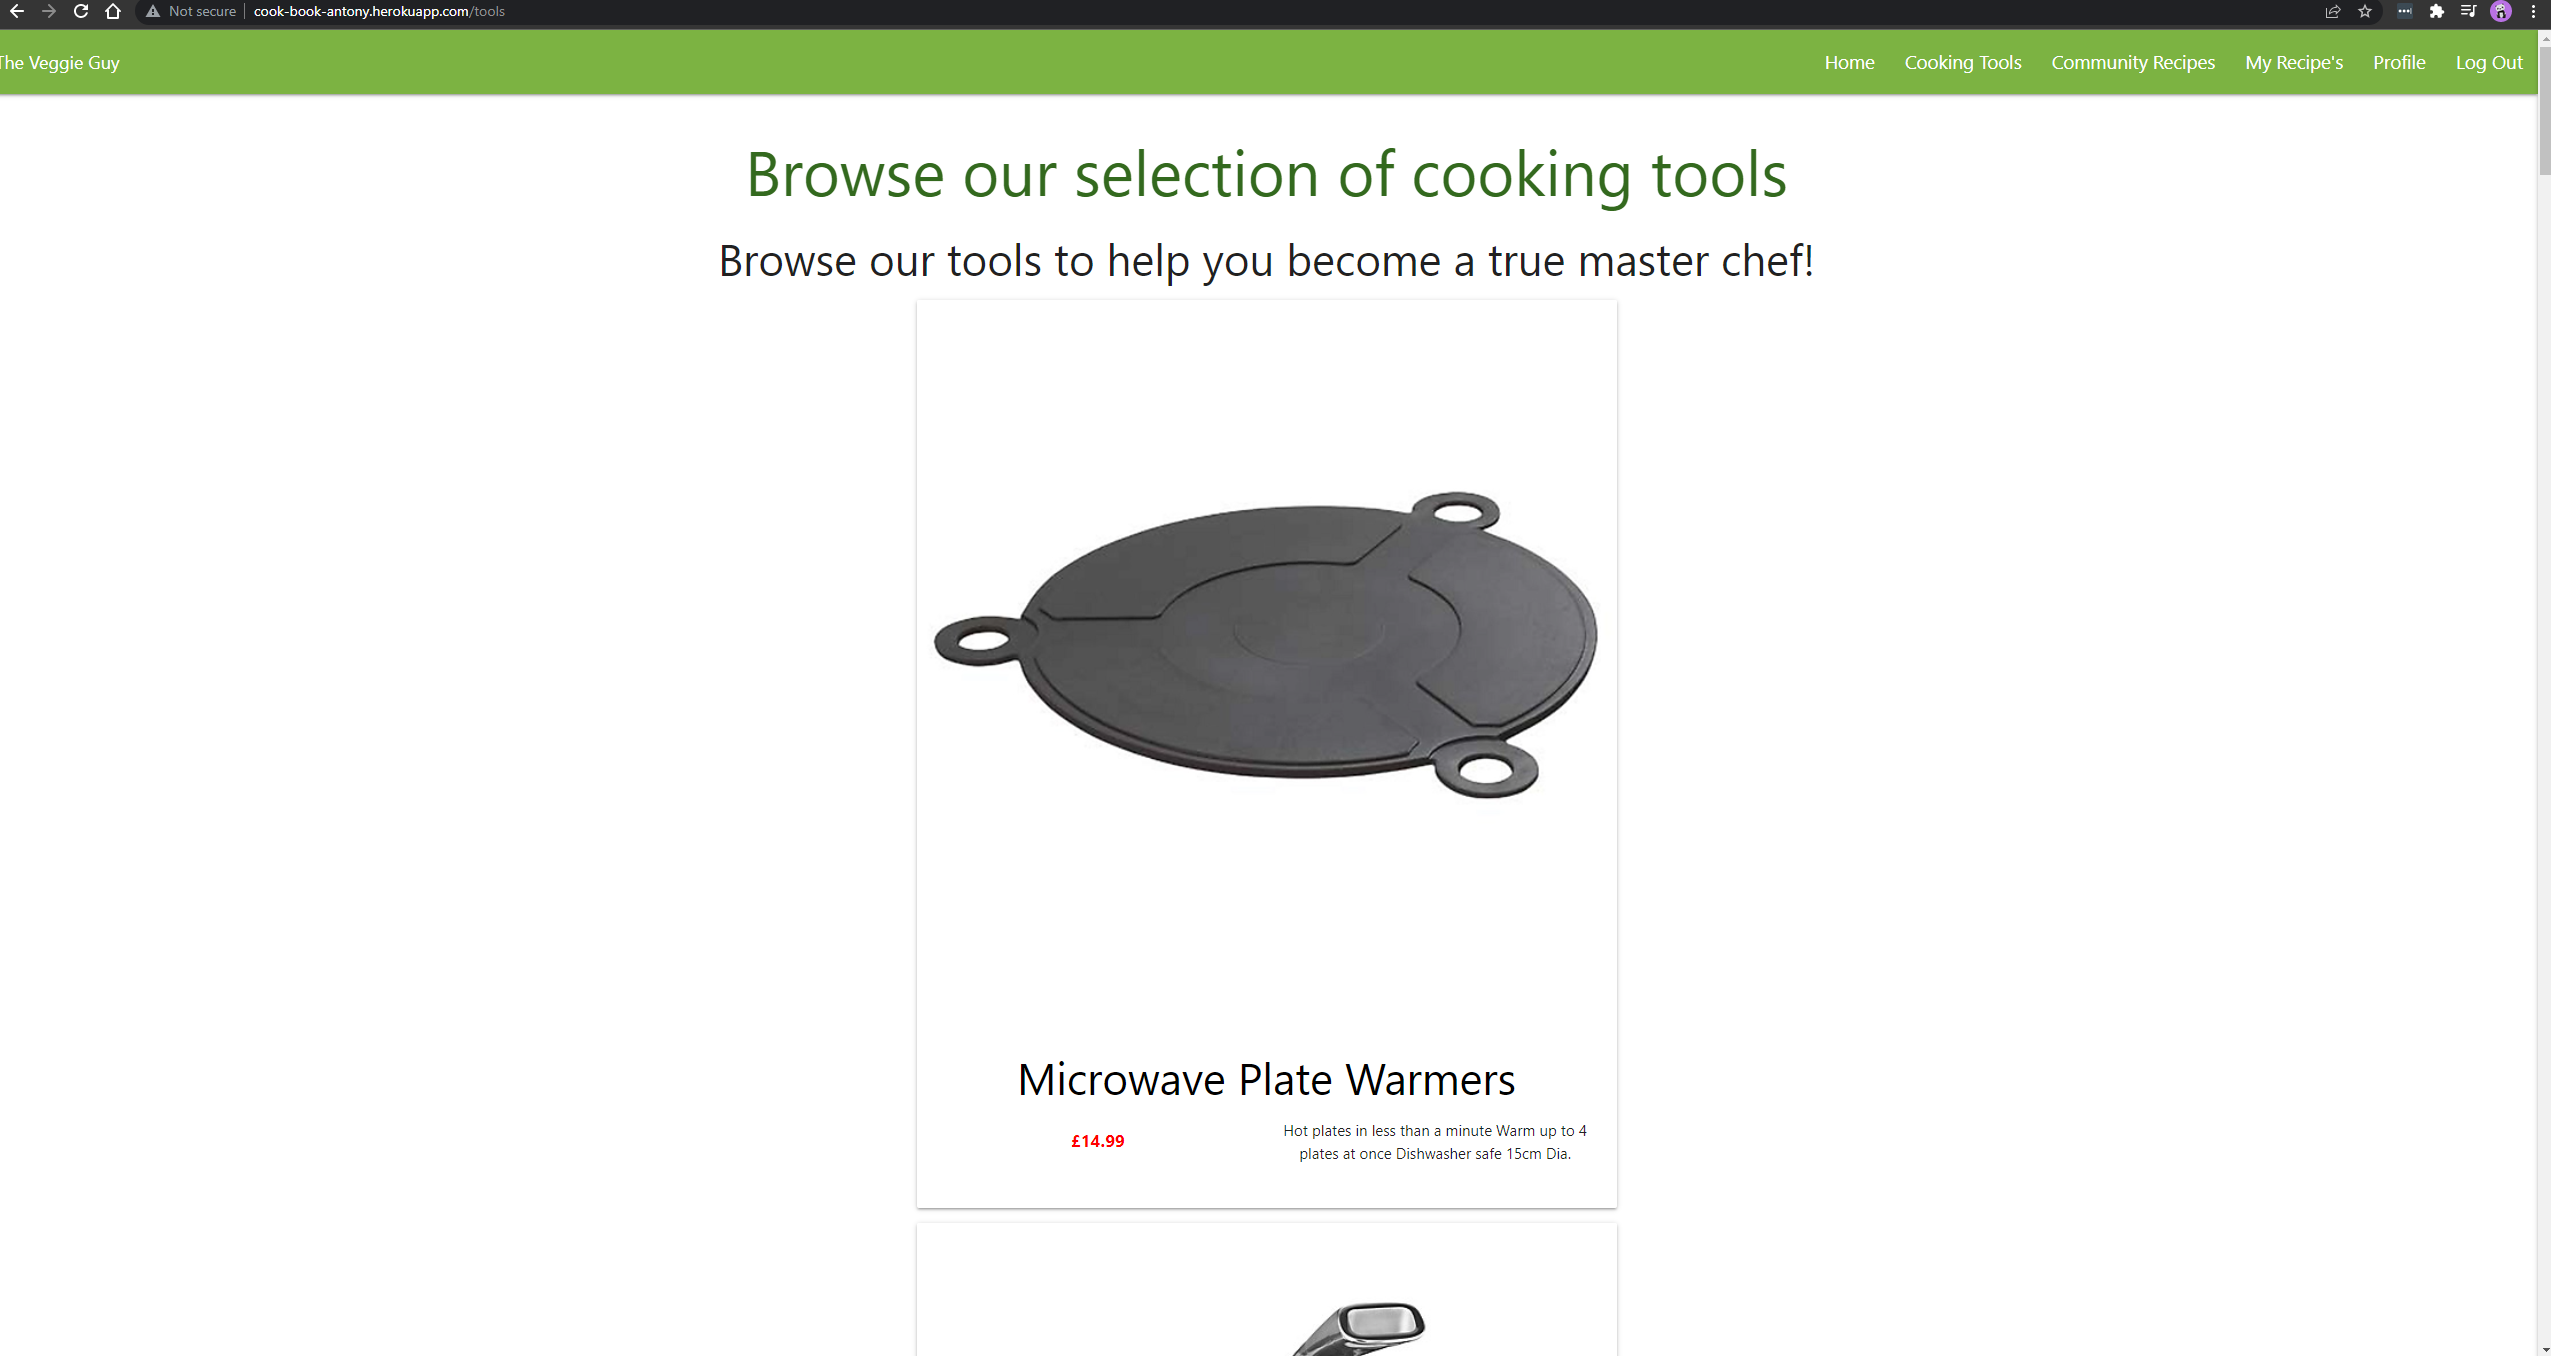 Not secure | cook-book-antony.herokuapp.com/tools
The Veggie Guy
Home Cooking Tools Community Recipes My Recipe's Profile Log Out
Browse our selection of cooking tools
Browse our tools to help you become a true master chef!
Microwave Plate Warmers
£14.99
Hot plates in less than a minute Warm up to 4
plates at once Dishwasher safe 15cm Dia.